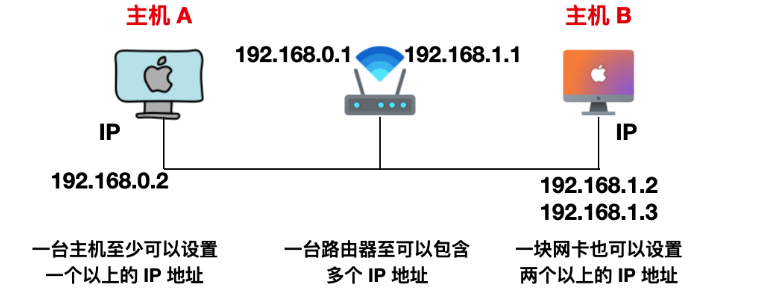 主机 A
主机 B
192.168.0.1
192.168.1.1
IP
IP
192.168.0.2
192.168.1.2
192.168.1.3
一台主机至少可以设置
一个以上的 IP 地址
一台路由器至可以包含
多个 IP 地址
一块网卡也可以设置
两个以上的 IP 地址